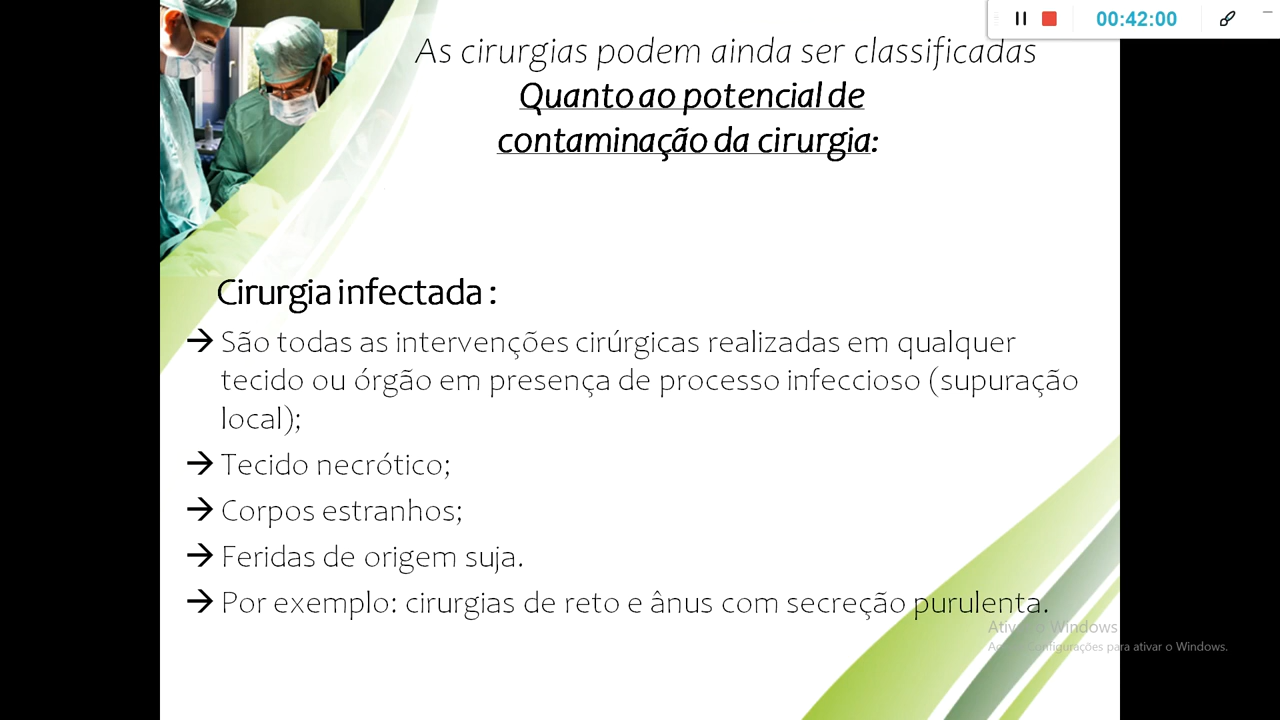 00:42:00
As cirurgias podem ainda ser classificadas
Quanto ao potencial de
contaminação da cirurgia:
Cirurgia infectada :
→ São todas as intervenções cirúrgicas realizadas em qualquer
tecido ou órgão em presença de processo infeccioso (supuração
local);
→ Tecido necrótico;
→ Corpos estranhos;
→ Feridas de origem suja.
→ Por exemplo: cirurgias de reto e ânus com secreção purulenta.
Windows
Configurações para ativar o Windows.